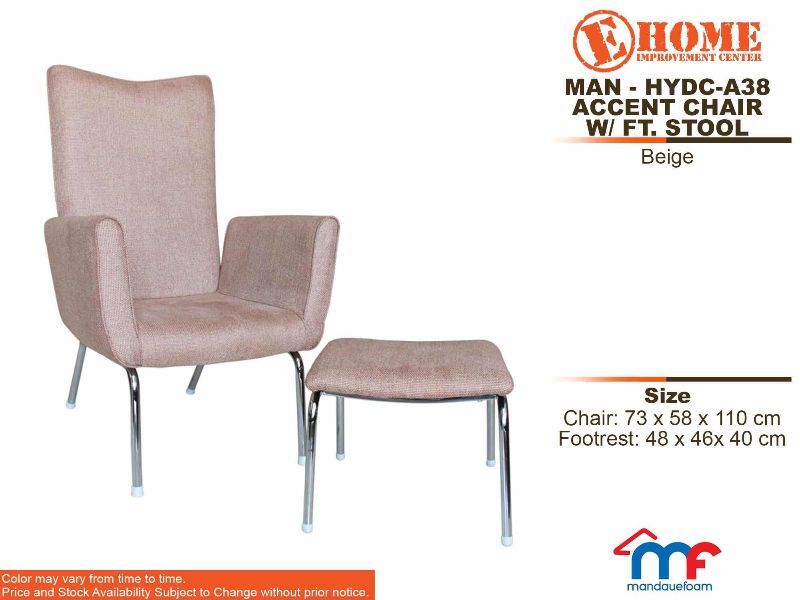 E HOME
IMPROVEMENT CENTER
MAN - HYDC-A38
ACCENT CHAIR
W/ FT. STOOL
Beige
Size
Chair: 73 x 58 x 110 cm
Footrest: 48 x 46x 40 cm
mf
mandauefoam
Color may vary from time to time.
Price and Stock Availability Subject to Change without prior notice.